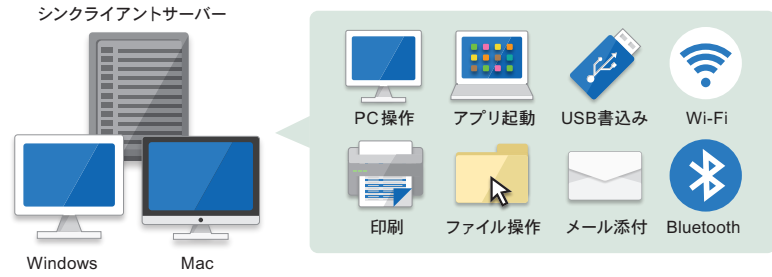 シンクライアントサーバー
Windows
Mac
PC操作
アプリ起動
USB書込み
Wi-Fi
印刷
ファイル操作
メール添付
Bluetooth